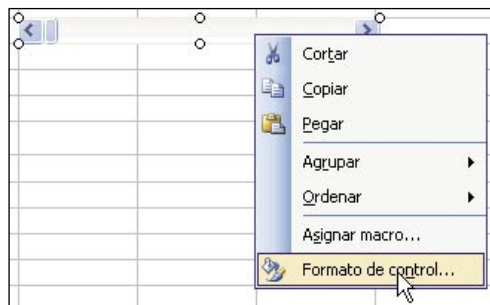 Cortar
Copiar
Pegar
Agrupar
Ordenar
Asignar macro...
Formato de control...